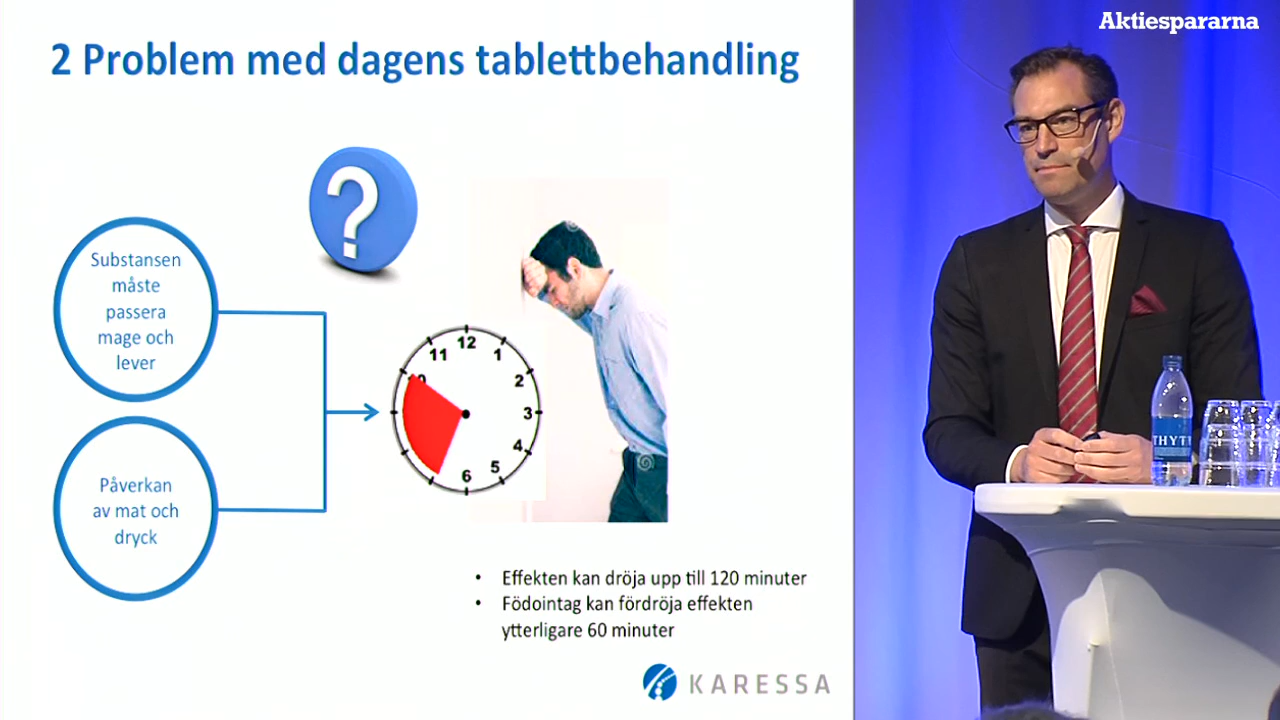 Aktiespararna
2 Problem med dagens tablettbehandling
?
Substansen
måste
passera
mage och
lever
Påverkan
av mat och
dryck
12
11
1
2
3
4
5
6
• Effekten kan dröja upp till 120 minuter
• Födointag kan fördröja effekten
ytterligare 60 minuter
KARESSA
THYT